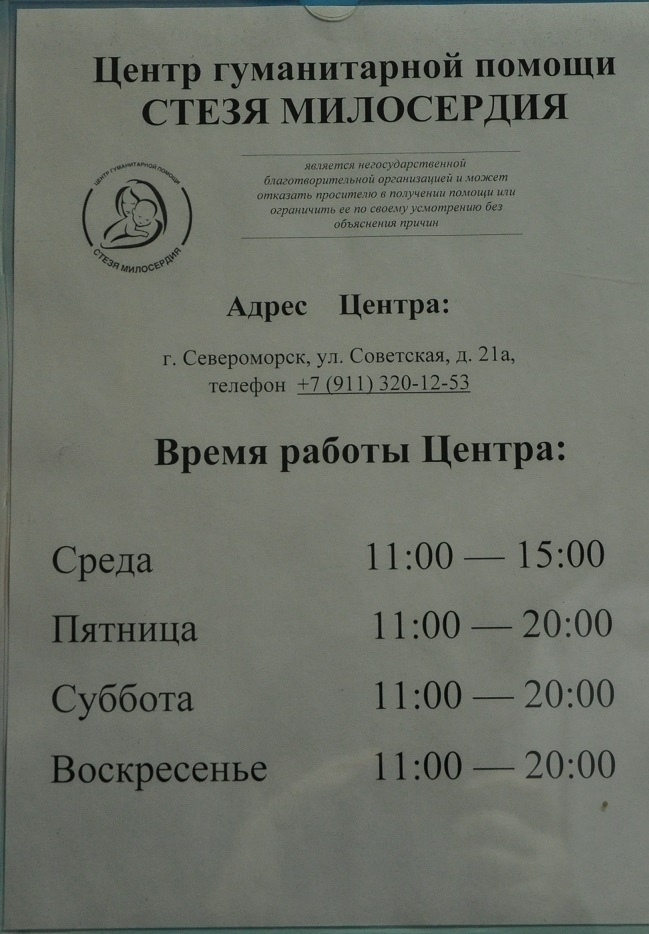 Центр гуманитарной помощи
СТЕЗЯ МИЛОСЕРДИЯ
ЦЕНТР ГУМАНИТАРНОЙ ПОМОЩИ
СТЕЗЯ МИЛОСЕРДИЯ
является негосударственной
благотворительной организацией и может
отказать просителю в получении помощи или
ограничить ее по своему усмотрению без
объяснения причин
Адрес Центра:
г. Североморск, ул. Советская, д. 21а,
телефон +7 (911) 320-12-53
Время работы Центра:
Среда 11:00 — 15:00
Пятница 11:00 — 20:00
Суббота 11:00 — 20:00
Воскресенье 11:00 — 20:00